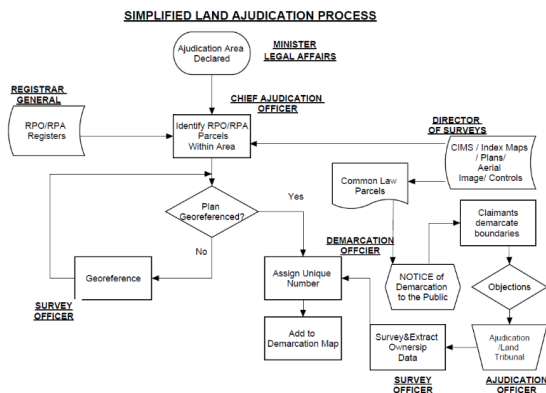 SIMPLIFIED LAND AJUDICATION PROCESS
Ajudication Area
Declared
MINISTER
LEGAL AFFAIRS
REGISTRAR
GENERAL
RPO/RPA
Registers
CHIEF AJUDICATION
OFFICER
Identify RPO/RPA
Parcels
Within Area
DIRECTOR
OF SURVEYS
CIMS / Index Maps
/ Plans/
Aerial
Image/ Controls
Common Law
Parcels
Plan
Georeferenced?
Yes
No
Georeference
SURVEY
OFFICER
DEMARCATION
OFFCIER
NOTICE of
Demarcation
to the Public
Claimants
demarcate
boundaries
Objections
Assign Unique
Number
Add to
Demarcation Map
Survey&Extract
Ownersip
Data
SURVEY
OFFICER
Ajudication
/Land
Tribunal
AJUDICATION
OFFICER